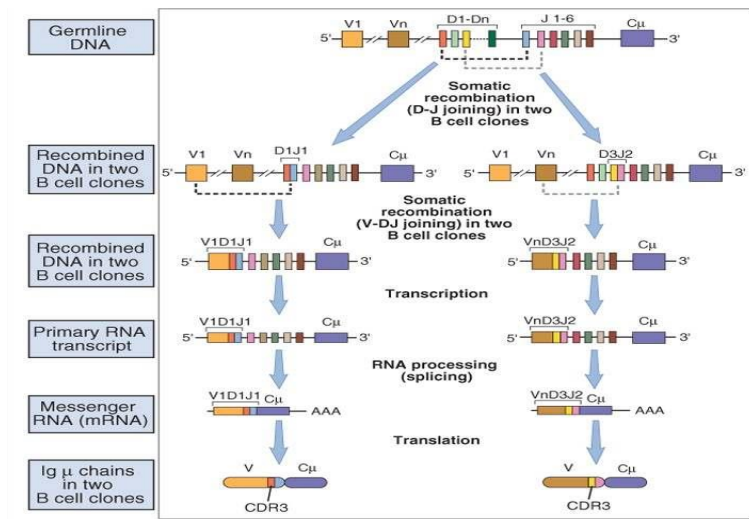 Germline
DNA
V1
Vn
D1-Dn
J 1-6
Cμ
5'
3'
Somatic
recombination
(D-J joining) in two
B cell clones
Recombined
DNA in two
B cell clones
V1
Vn
D1J1
Cμ
5'
3'
V1
Vn
D3J2
Cμ
5'
3'
Somatic
recombination
(V-DJ joining) in two
B cell clones
Recombined
DNA in two
B cell clones
V1D1J1
Cμ
5'
3'
VnD3J2
Cμ
5'
3'
Transcription
Primary RNA
transcript
V1D1J1
Cμ
5'
3'
VnD3J2
Cμ
5'
3'
RNA processing
(splicing)
Messenger
RNA (mRNA)
V1D1J1
Cμ
AAA
VnD3J2
Cμ
AAA
Translation
Ig μ chains
in two
B cell clones
V
Cμ
CDR3
V
Cμ
CDR3